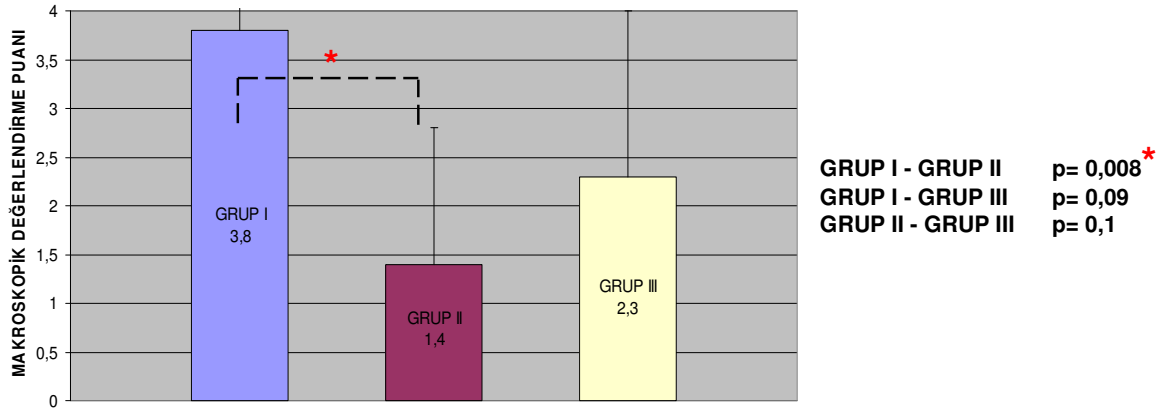 MAKROSKOPİK DEĞERLENDİRME PUANI
4
3,5
3
2,5
2
1,5
1
0,5
0
*
GRUP I
3,8
GRUP II
1,4
GRUP III
2,3
GRUP I - GRUP II p= 0,008*
GRUP I - GRUP III p= 0,09
GRUP II - GRUP III p= 0,1